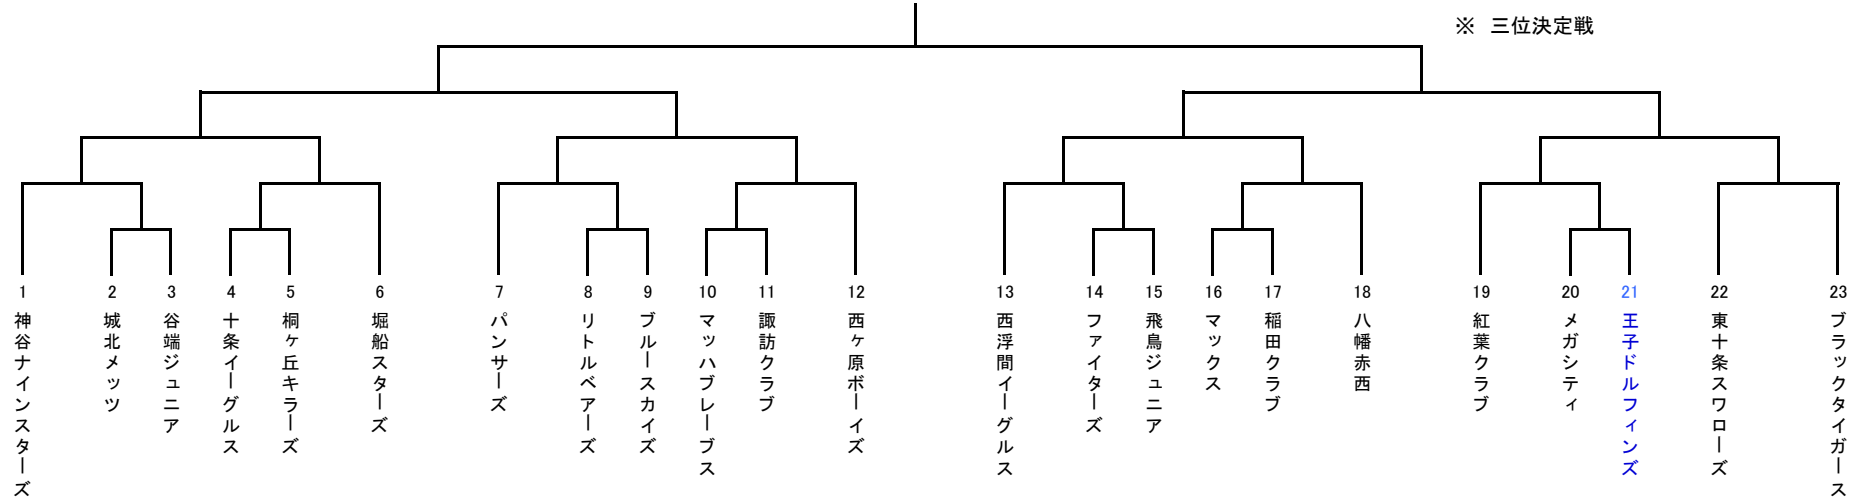 ※ 三位決定戦
1 2 3 4 5 6 7 8 9 10 11 12 13 14 15 16 17 18 19 20 21 22 23
神谷ナインスターズ
城北メッツ
谷端ジュニア
十条イーグルス
桐ヶ丘キラーズ
堀船スターズ
パンサーズ
リトルベアーズ
ブルースカイズ
マッハブレーブス
諏訪クラブ
西ヶ原ボーイズ
西浮間イーグルス
ファイターズ
飛鳥ジュニア
マックス
稲田クラブ
八幡赤西
紅葉クラブ
メガシティ
王子ドルフィンズ
東十条スワローズ
ブラックタイガース